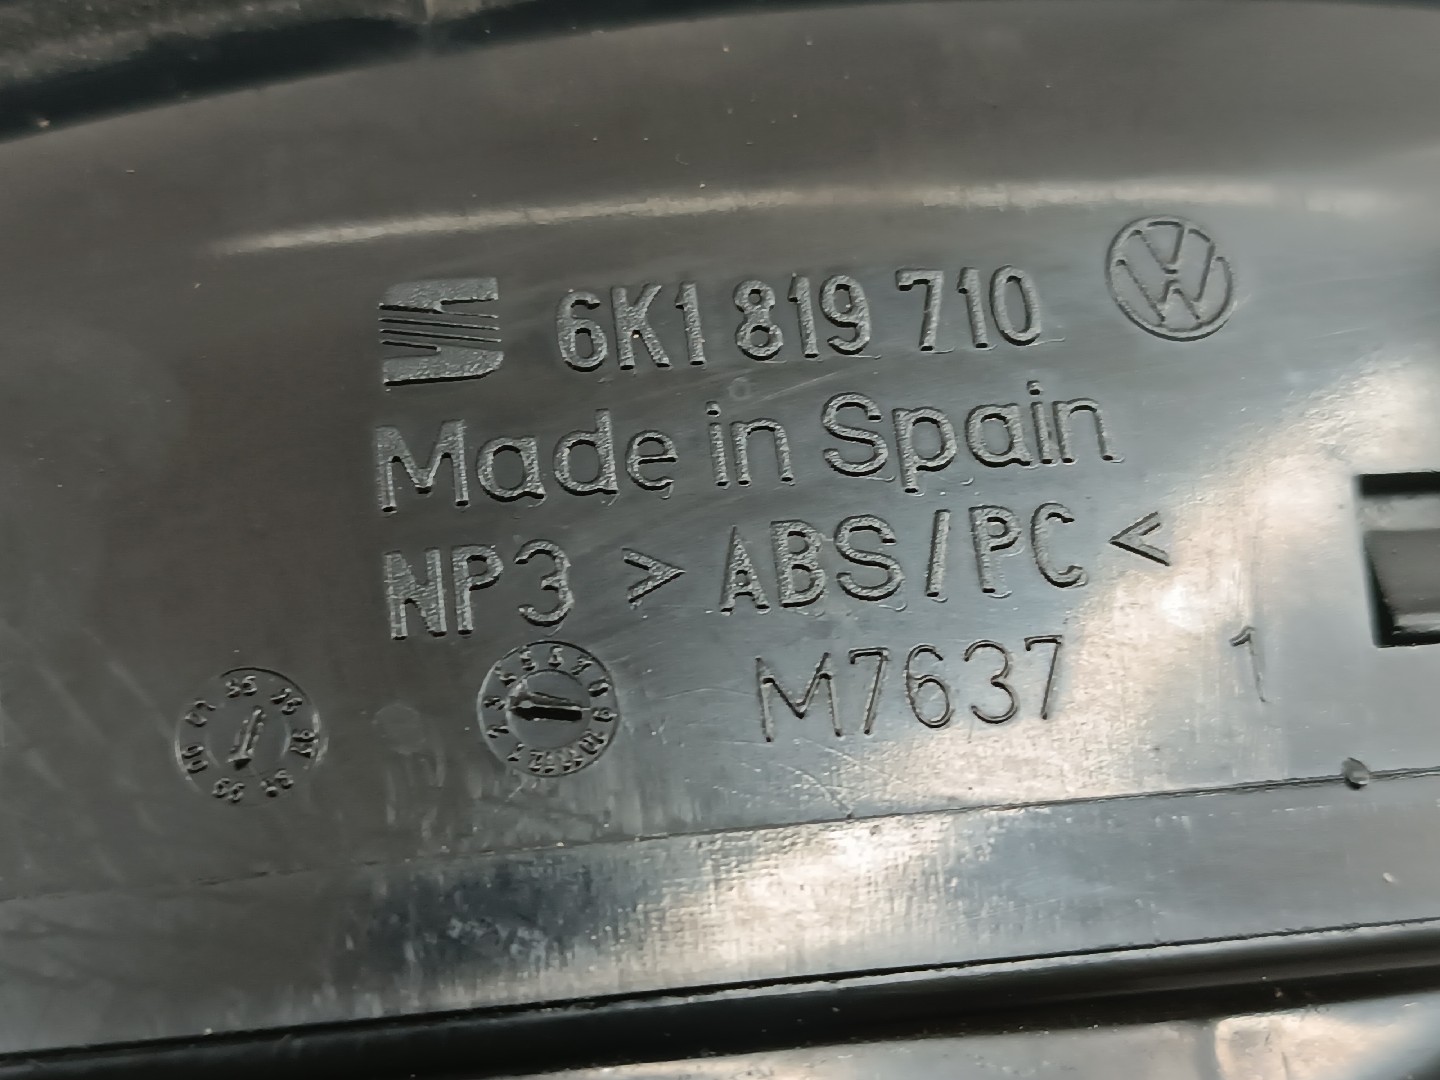 6K1 819 710
Made in Spain
NP3 > ABS/PC <
M7637 1